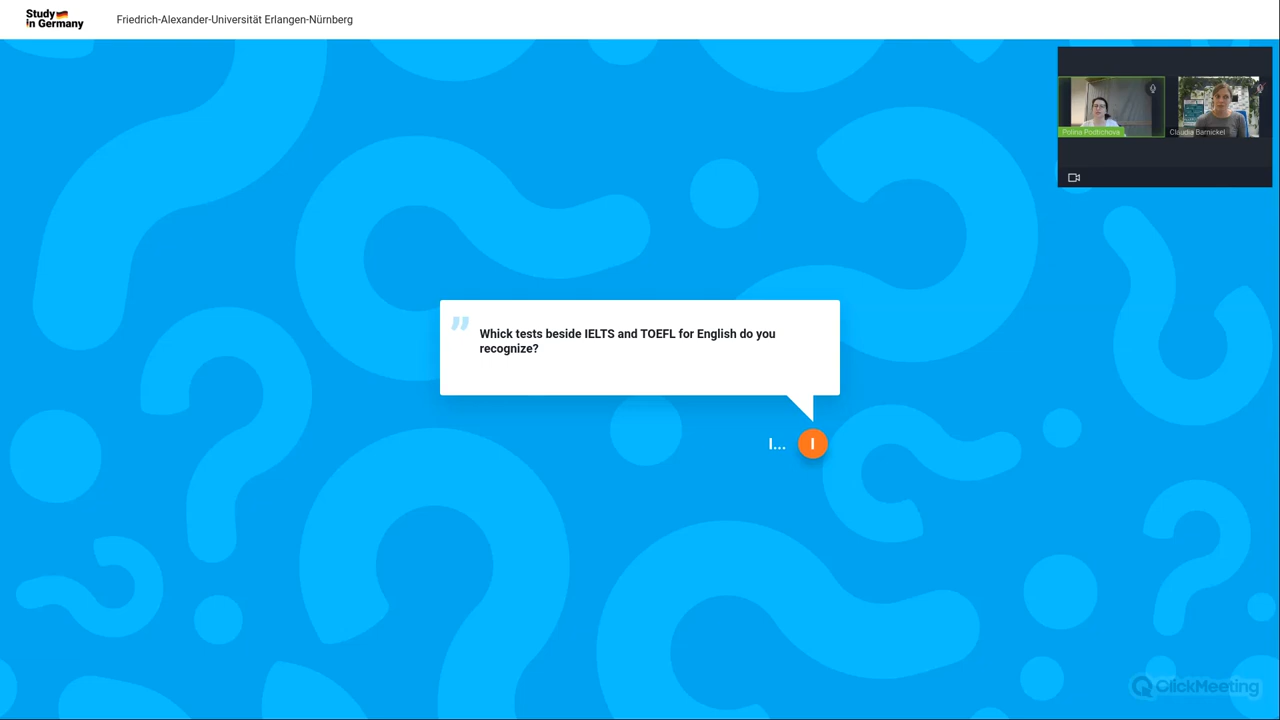 Study
in Germany
Friedrich-Alexander-Universität Erlangen-Nürnberg
Polina Podtichova
Claudia Barnickel
”
Whick tests beside IELTS and TOEFL for English do you
recognize?
I...
I
ClickMeeting